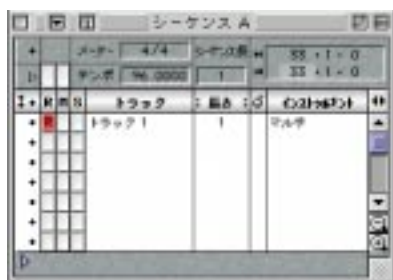 シーケンス A
メーター 4/4 シーケンス長 33 ・1・0
テンポ 96.0000 1 33 ・1・0
R m S トラック 長さ インストゥルメント
トラック 1 1 マルチ